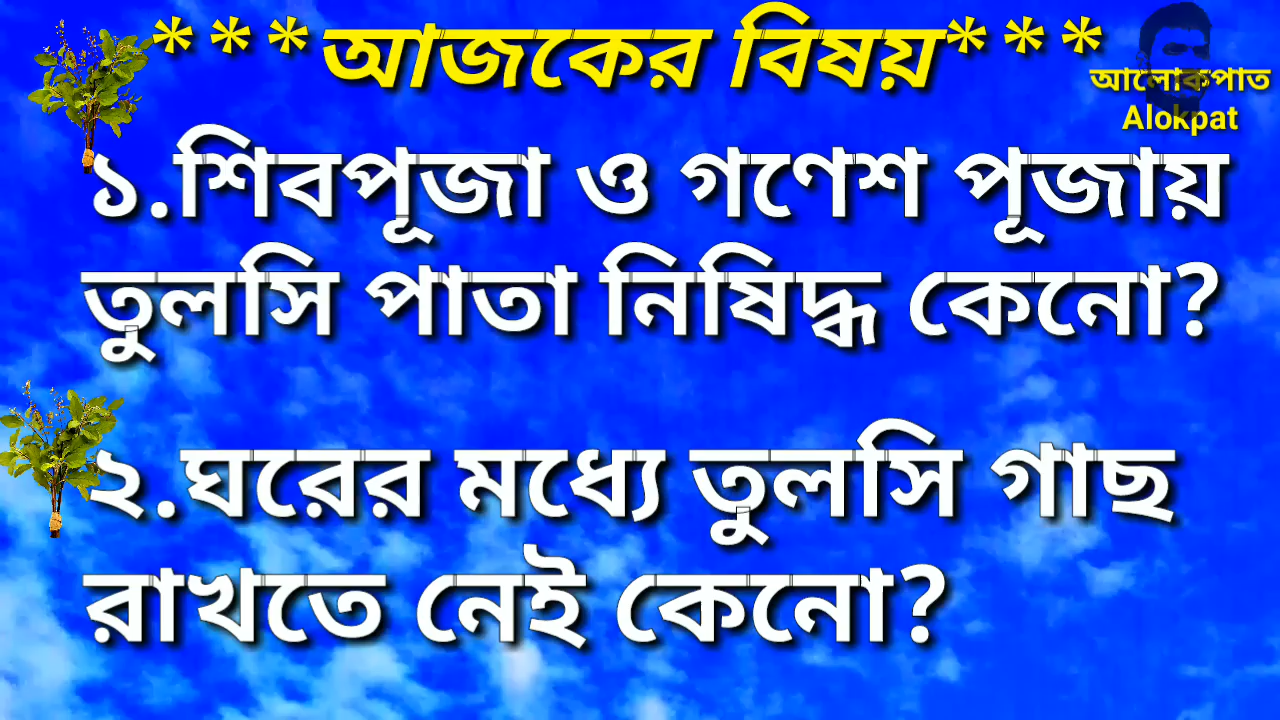 ***আজকের বিষয়***
আলোকপাত
Alokpat
১.শিবপূজা ও গণেশ পূজায়
তুলসি পাতা নিষিদ্ধ কেনো?
২.ঘরের মধ্যে তুলসি গাছ
রাখতে নেই কেনো?